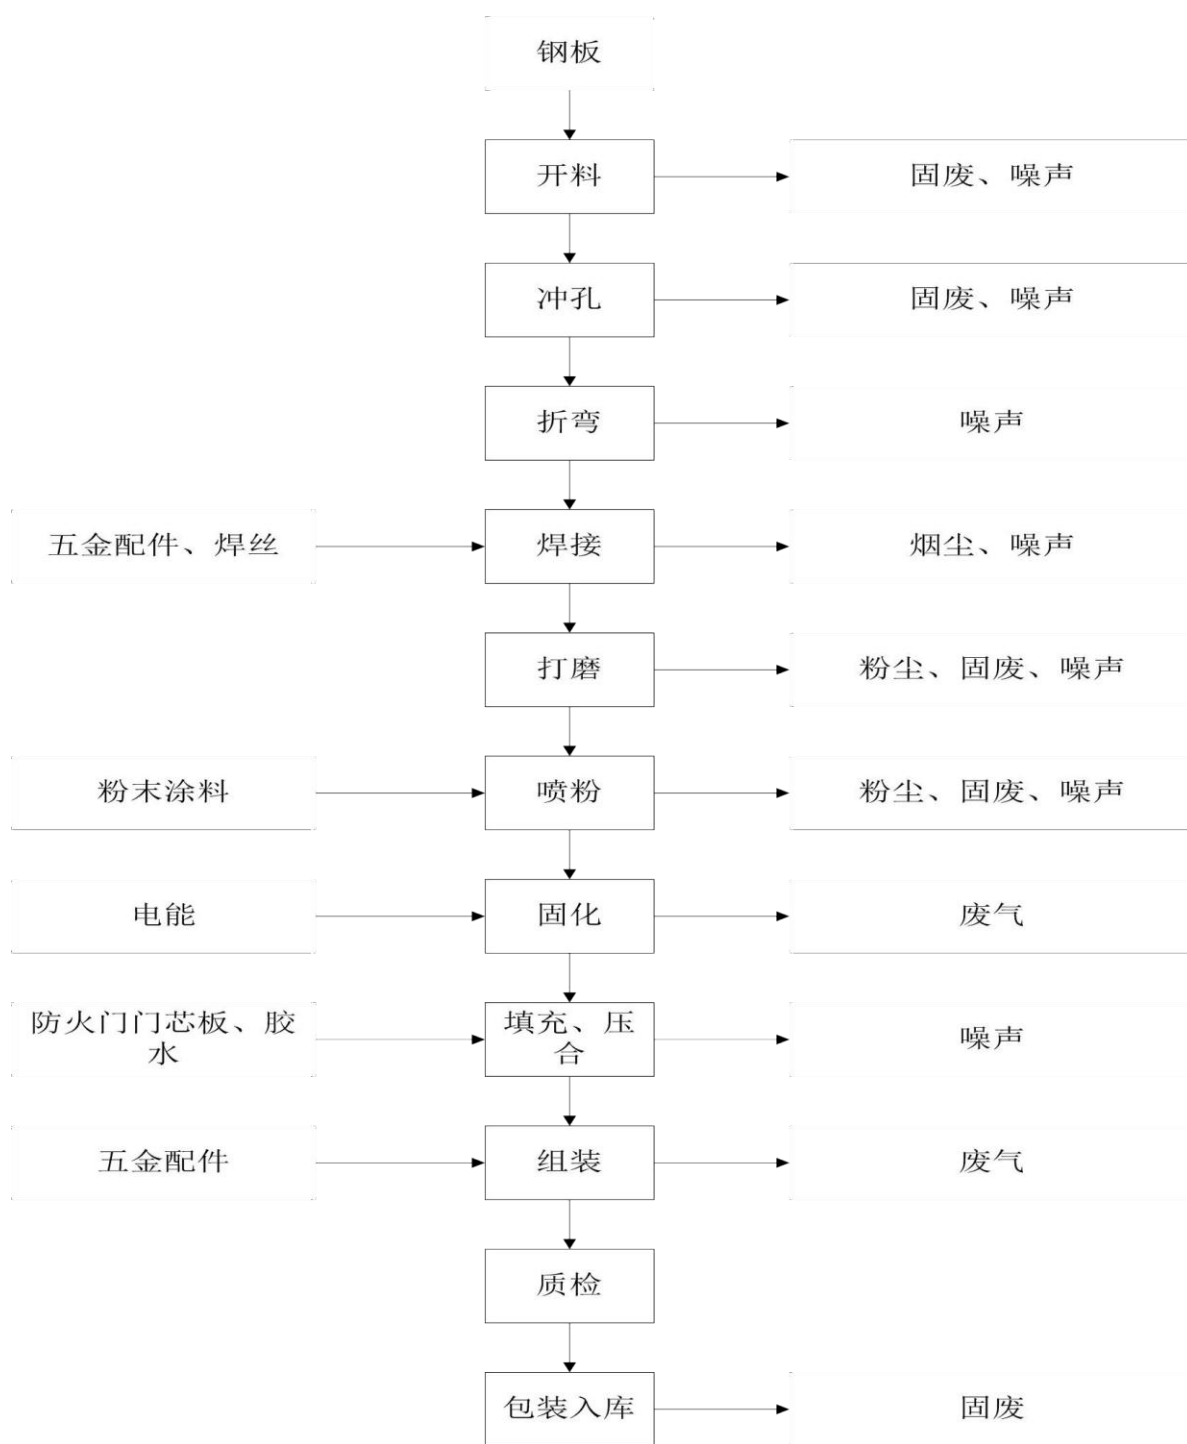 钢板
开料
固废、噪声
冲孔
固废、噪声
折弯
噪声
五金配件、焊丝
焊接
烟尘、噪声
打磨
粉尘、固废、噪声
粉末涂料
喷粉
粉尘、固废、噪声
电能
固化
废气
防火门门芯板、胶
水
填充、压
合
噪声
五金配件
组装
废气
质检
包装入库
固废